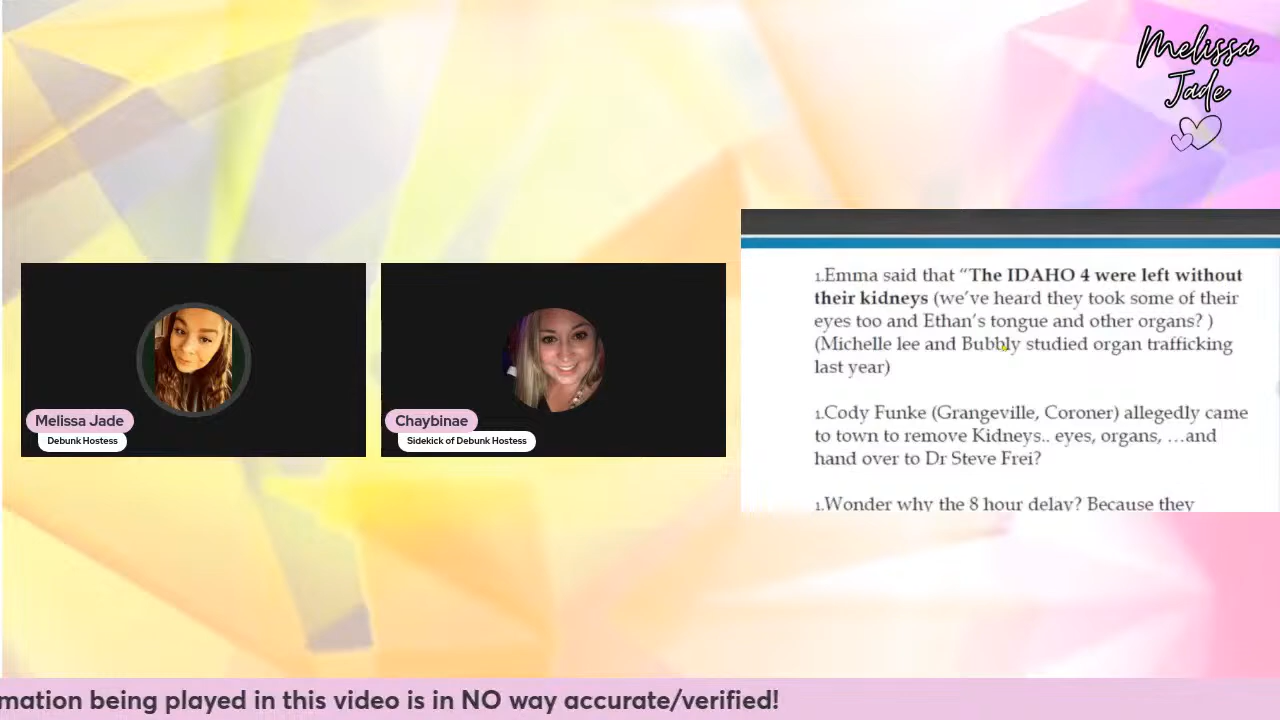 Melissa
Jade
1.Emma said that “The IDAHO 4 were left without
their kidneys (we’ve heard they took some of their
eyes too and Ethan’s tongue and other organs? )
(Michelle lee and Bubbly studied organ trafficking
last year)
1.Cody Funke (Grangeville, Coroner) allegedly came
to town to remove Kidneys.. eyes, organs, …and
hand over to Dr Steve Frei?
1.Wonder why the 8 hour delay? Because they
Melissa Jade
Debunk Hostess
Chaybinae
Sidekick of Debunk Hostess
mation being played in this video is in NO way accurate/verified!